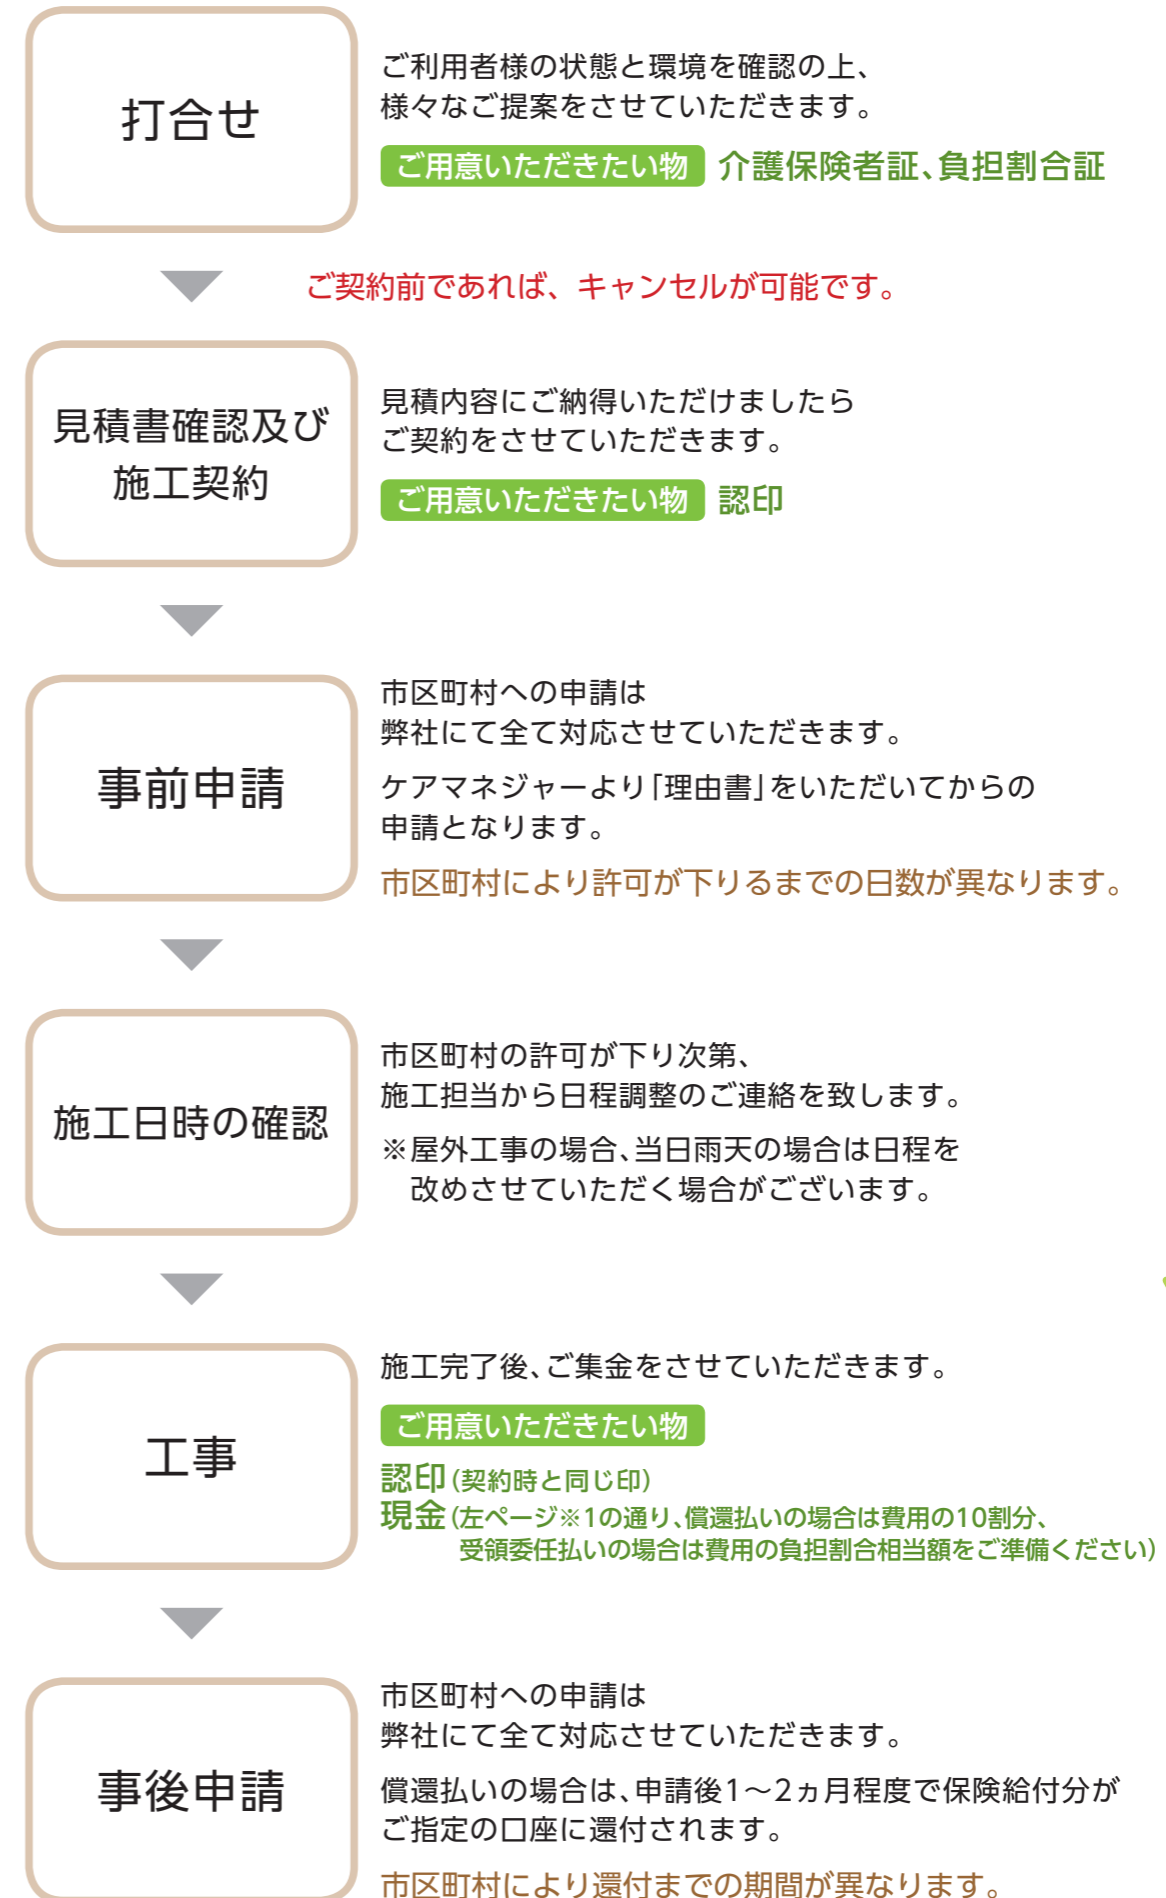 打合せ
ご利用者様の状態と環境を確認の上、
様々なご提案をさせていただきます。
ご用意いただきたい物 介護保険者証、負担割合証
ご契約前であれば、キャンセルが可能です。
見積書確認及び
施工契約
見積内容にご納得いただけましたら
ご契約をさせていただきます。
ご用意いただきたい物 認印
事前申請
市区町村への申請は
弊社にて全て対応させていただきます。
ケアマネジャーより「理由書」をいただいてからの
申請となります。
市区町村により許可が下りるまでの日数が異なります。
施工日時の確認
市区町村の許可が下り次第、
施工担当から日程調整のご連絡を致します。
※屋外工事の場合、当日雨天の場合は日程を
改めさせていただく場合がございます。
工事
施工完了後、ご集金をさせていただきます。
ご用意いただきたい物
認印(契約時と同じ印)
現金(左ページ※1の通り、償還払いの場合は費用の10割分、
受領委任払いの場合は費用の負担割合相当額をご準備ください)
事後申請
市区町村への申請は
弊社にて全て対応させていただきます。
償還払いの場合は、申請後1〜2ヵ月程度で保険給付分が
ご指定の口座に還付されます。
市区町村により還付までの期間が異なります。